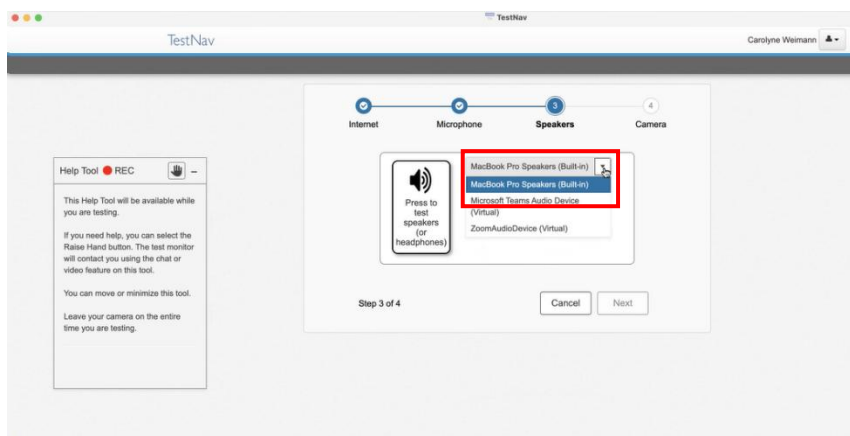 TestNav
TestNav
Carolyne Weimann
3
4
Internet
Microphone
Speakers
Camera
Help Tool REC
This Help Tool will be available while
you are testing.
If you need help, you can select the
Raise Hand button. The test monitor
will contact you using the chat or
video feature on this tool.
You can move or minimize this tool.
Leave your camera on the entire
time you are testing.
Press to
test
speakers
(or
headphones)
MacBook Pro Speakers (Built-in)
MacBook Pro Speakers (Built-in)
Microsoft Teams Audio Device
(Virtual)
ZoomAudioDevice (Virtual)
Step 3 of 4
Cancel
Next